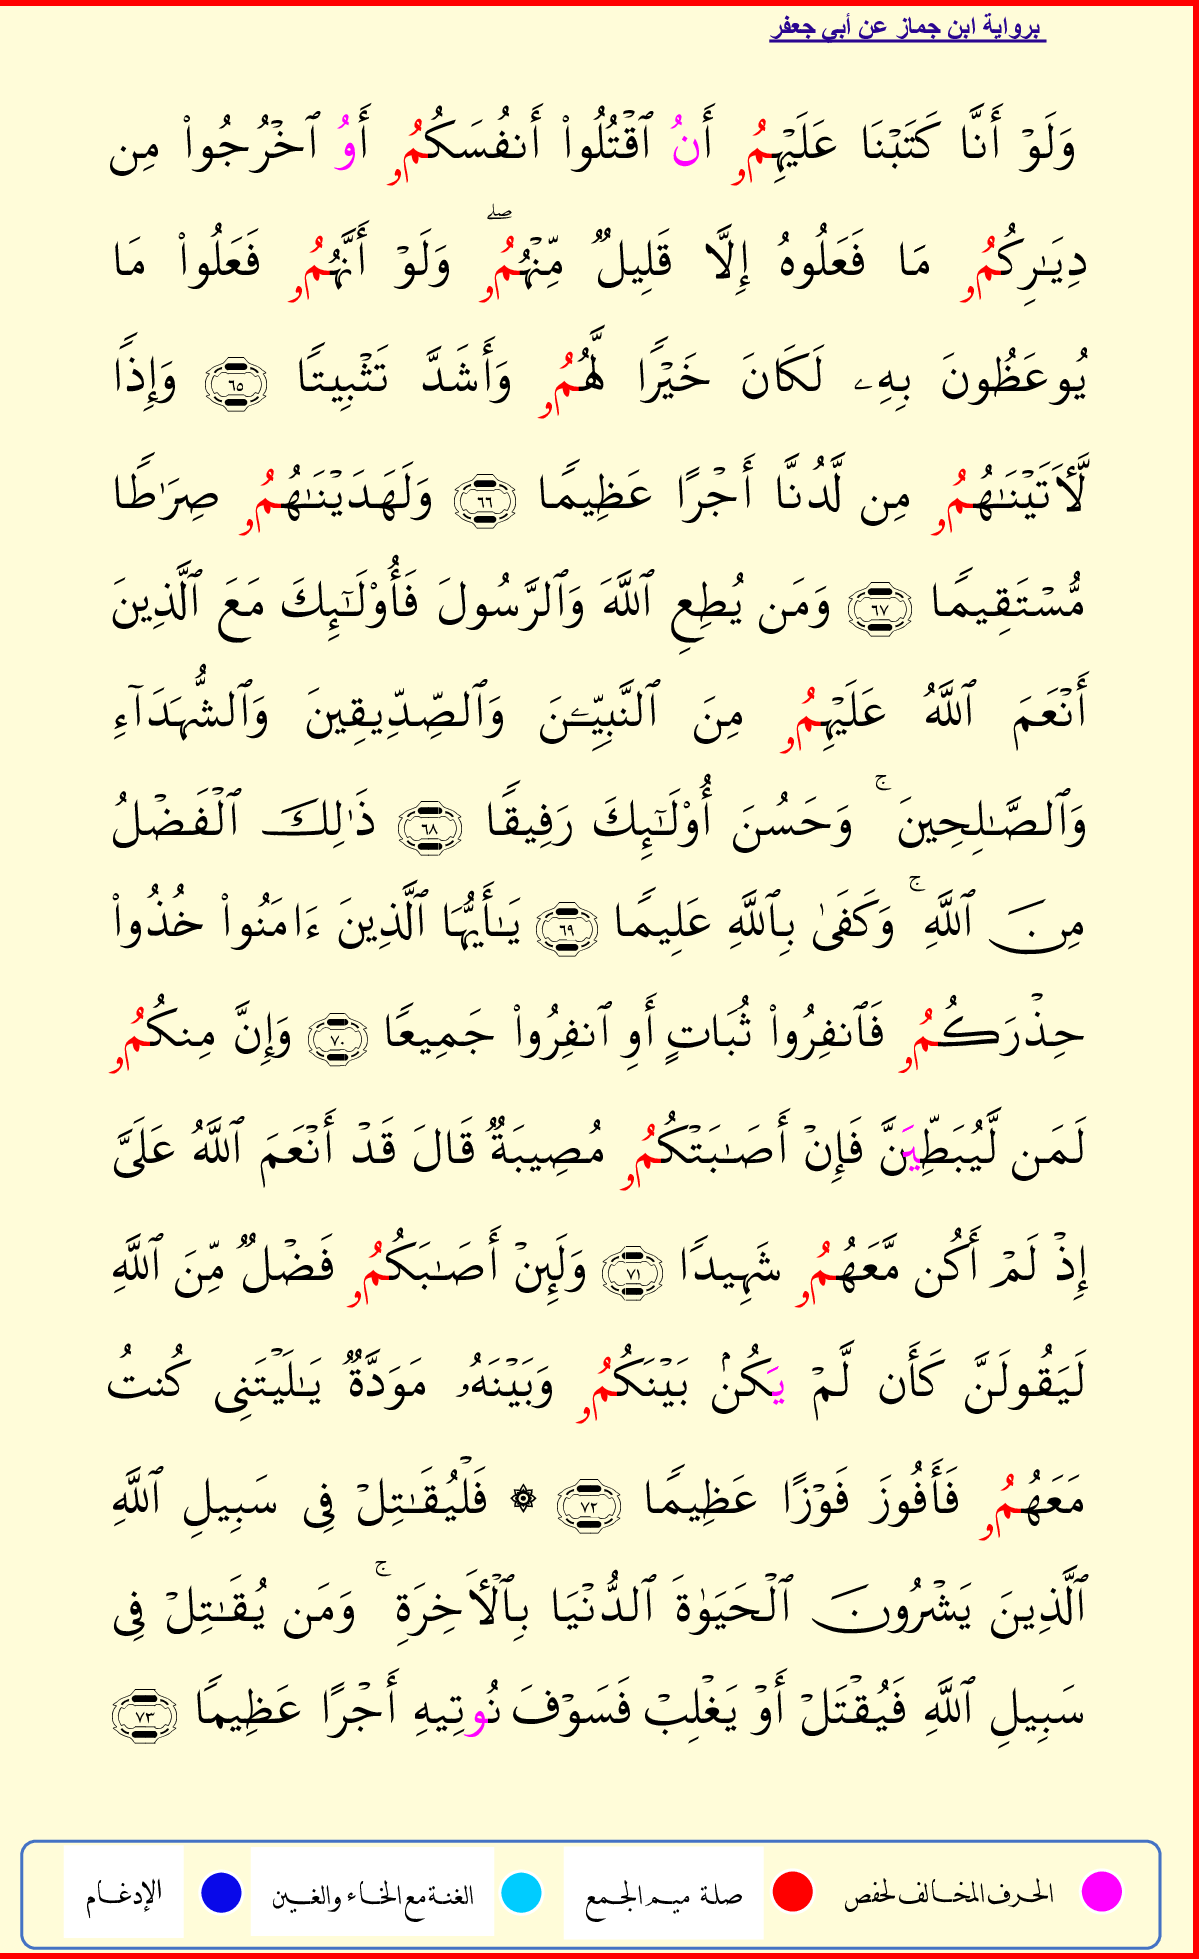 برواية ابن جماز عن أبي جعفر
وَلَوۡ أَنَّا كَتَبۡنَا عَلَيۡهِمُۥ أَنُ ٱقۡتُلُواْ أَنفُسَكُمُۥ أَوُ ٱخۡرُجُواْ مِن
دِيَٰرِكُمُۥ مَا فَعَلُوهُ إِلَّا قَلِيلٞ مِّنۡهُمُۥۖ وَلَوۡ أَنَّهُمُۥ فَعَلُواْ مَا
يُوعَظُونَ بِهِۦ لَكَانَ خَيۡرٗا لَّهُمُۥ وَأَشَدَّ تَثۡبِيتٗا ٦٥ وَإِذٗا
لَّأٓتَيۡنَٰهُمُۥ مِن لَّدُنَّا أَجۡرًا عَظِيمٗا ٦٦ وَلَهَدَيۡنَٰهُمُۥ صِرَٰطٗا
مُّسۡتَقِيمٗا ٦٧ وَمَن يُطِعِ ٱللَّهَ وَٱلرَّسُولَ فَأُوْلَٰٓئِكَ مَعَ ٱلَّذِينَ
أَنۡعَمَ ٱللَّهُ عَلَيۡهِمُۥ مِنَ ٱلنَّبِيِّـۧنَ وَٱلصِّدِّيقِينَ وَٱلشُّهَدَآءِ
وَٱلصَّٰلِحِينَۚ وَحَسُنَ أُوْلَٰٓئِكَ رَفِيقٗا ٦٨ ذَٰلِكَ ٱلۡفَضۡلُ
مِنَ ٱللَّهِۚ وَكَفَىٰ بِٱللَّهِ عَلِيمٗا ٦٩ يَٰأَيُّهَا ٱلَّذِينَ ءَامَنُواْ خُذُواْ
حِذۡرَكُمُۥ فَٱنفِرُواْ ثُبَاتٍ أَوِ ٱنفِرُواْ جَمِيعٗا ٧٠ وَإِنَّ مِنكُمُۥ
لَمَن لَّيُبَطِّيَنَّ فَإِنۡ أَصَٰبَتۡكُمُۥ مُصِيبَةٞ قَالَ قَدۡ أَنۡعَمَ ٱللَّهُ عَلَىَّ
إِذۡ لَمۡ أَكُن مَّعَهُمُۥ شَهِيدٗا ٧١ وَلَئِنۡ أَصَٰبَكُمُۥ فَضۡلٞ مِّنَ ٱللَّهِ
لَيَقُولَنَّ كَأَن لَّمۡ يَكُنۢ بَيۡنَكُمُۥ وَبَيۡنَهُۥ مَوَدَّةٞ يَٰلَيۡتَنِى كُنتُ
مَعَهُمُۥ فَأَفُوزَ فَوۡزًا عَظِيمٗا ٧٢ ۞ فَلۡيُقَٰتِلۡ فِى سَبِيلِ ٱللَّهِ
ٱلَّذِينَ يَشۡرُونَ ٱلۡحَيَوٰةَ ٱلدُّنۡيَا بِٱلۡأٓخِرَةِۚ وَمَن يُقَٰتِلۡ فِى
سَبِيلِ ٱللَّهِ فَيُقۡتَلۡ أَوۡ يَغۡلِبۡ فَسَوۡفَ نُوتِيهِ أَجۡرًا عَظِيمٗا ٧٣
الحرف المخالف لحفص صلة ميم الجمع الغنة مع الخاء والغين الإدغام